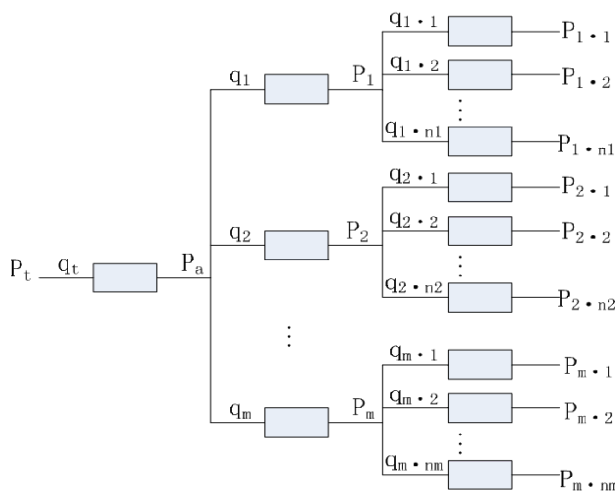 q₁•₁ P₁•₁
q₁•₂ P₁•₂
q₁ P₁
⋮
q₁•ₙ₁ P₁•ₙ₁
q₂•₁ P₂•₁
q₂•₂ P₂•₂
q₂ P₂
⋮
q₂•ₙ₂ P₂•ₙ₂
Pₜ qₜ Pₐ
⋮
qₘ•₁ Pₘ•₁
qₘ•₂ Pₘ•₂
qₘ Pₘ
⋮
qₘ•ₙₘ Pₘ•ₙₘ